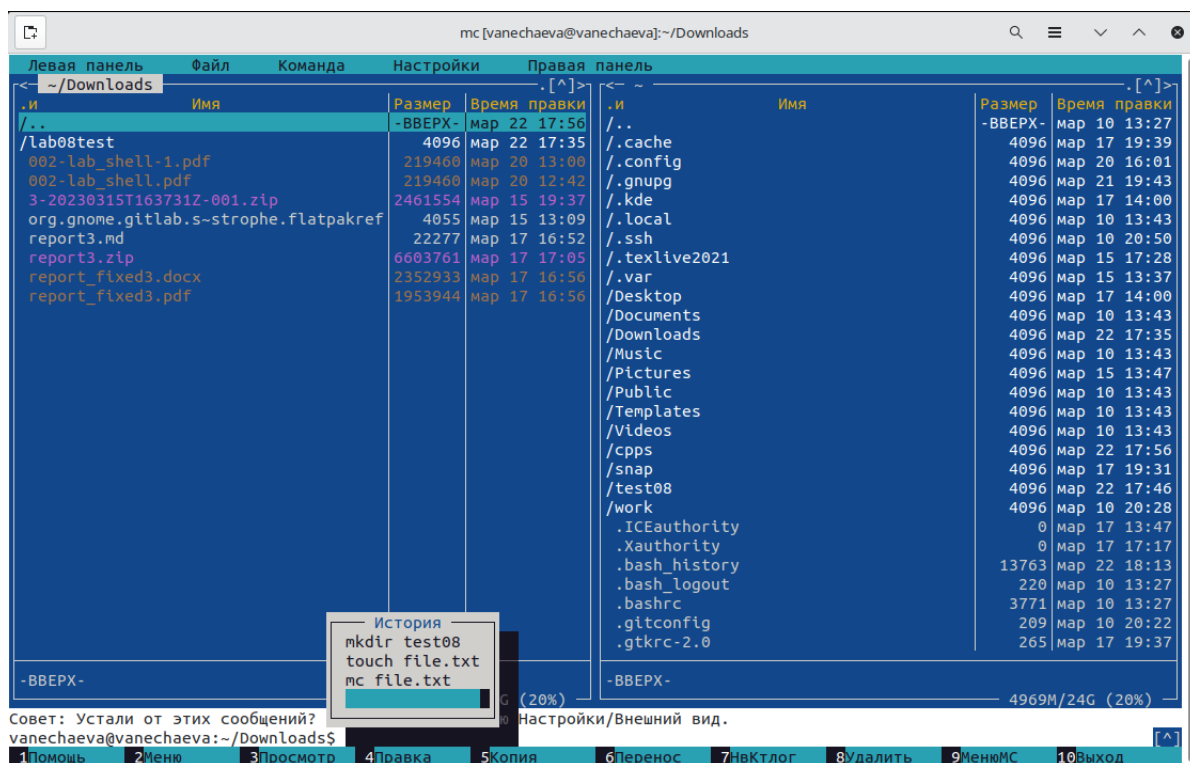 mc [vanechaeva@vanechaeva]:~/Downloads
Левая панель Файл Команда Настройки Правая панель
<— ~/Downloads .[^]>
.и Имя Размер Время правки
/.. -ВВЕРХ- мар 22 17:56
/lab08test 4096 мар 22 17:35
002-lab_shell-1.pdf 219460 мар 20 13:00
002-lab_shell.pdf 219460 мар 20 12:42
3-20230315T163731Z-001.zip 2461554 мар 15 19:37
org.gnome.gitlab.s~strophe.flatpakref 4055 мар 15 13:09
report3.md 22277 мар 17 16:52
report3.zip 6603761 мар 17 17:05
report_fixed3.docx 2352933 мар 17 16:56
report_fixed3.pdf 1953944 мар 17 16:56
-ВВЕРХ-
G (20%)
<— ~ .[^]>
.и Имя Размер Время правки
/.. -ВВЕРХ- мар 10 13:27
/.cache 4096 мар 17 19:39
/.config 4096 мар 20 16:01
/.gnupg 4096 мар 21 19:43
/.kde 4096 мар 17 14:00
/.local 4096 мар 10 13:43
/.ssh 4096 мар 10 20:50
/.texlive2021 4096 мар 15 17:28
/.var 4096 мар 15 13:37
/Desktop 4096 мар 17 14:00
/Documents 4096 мар 10 13:43
/Downloads 4096 мар 22 17:35
/Music 4096 мар 10 13:43
/Pictures 4096 мар 15 13:47
/Public 4096 мар 10 13:43
/Templates 4096 мар 10 13:43
/Videos 4096 мар 10 13:43
/cpps 4096 мар 22 17:56
/snap 4096 мар 17 19:31
/test08 4096 мар 22 17:46
/work 4096 мар 10 20:28
.ICEauthority 0 мар 17 13:47
.Xauthority 0 мар 17 17:17
.bash_history 13763 мар 22 18:13
.bash_logout 220 мар 10 13:27
.bashrc 3771 мар 10 13:27
.gitconfig 209 мар 10 20:22
.gtkrc-2.0 265 мар 17 19:37
-ВВЕРХ-
4969M/24G (20%)
История
mkdir test08
touch file.txt
mc file.txt
Совет: Устали от этих сообщений? ю Настройки/Внешний вид.
vanechaeva@vanechaeva:~/Downloads$ [^]
1Помощь 2Меню 3Просмотр 4Правка 5Копия 6Перенос 7НвКтлог 8Удалить 9МенюМС 10Выход